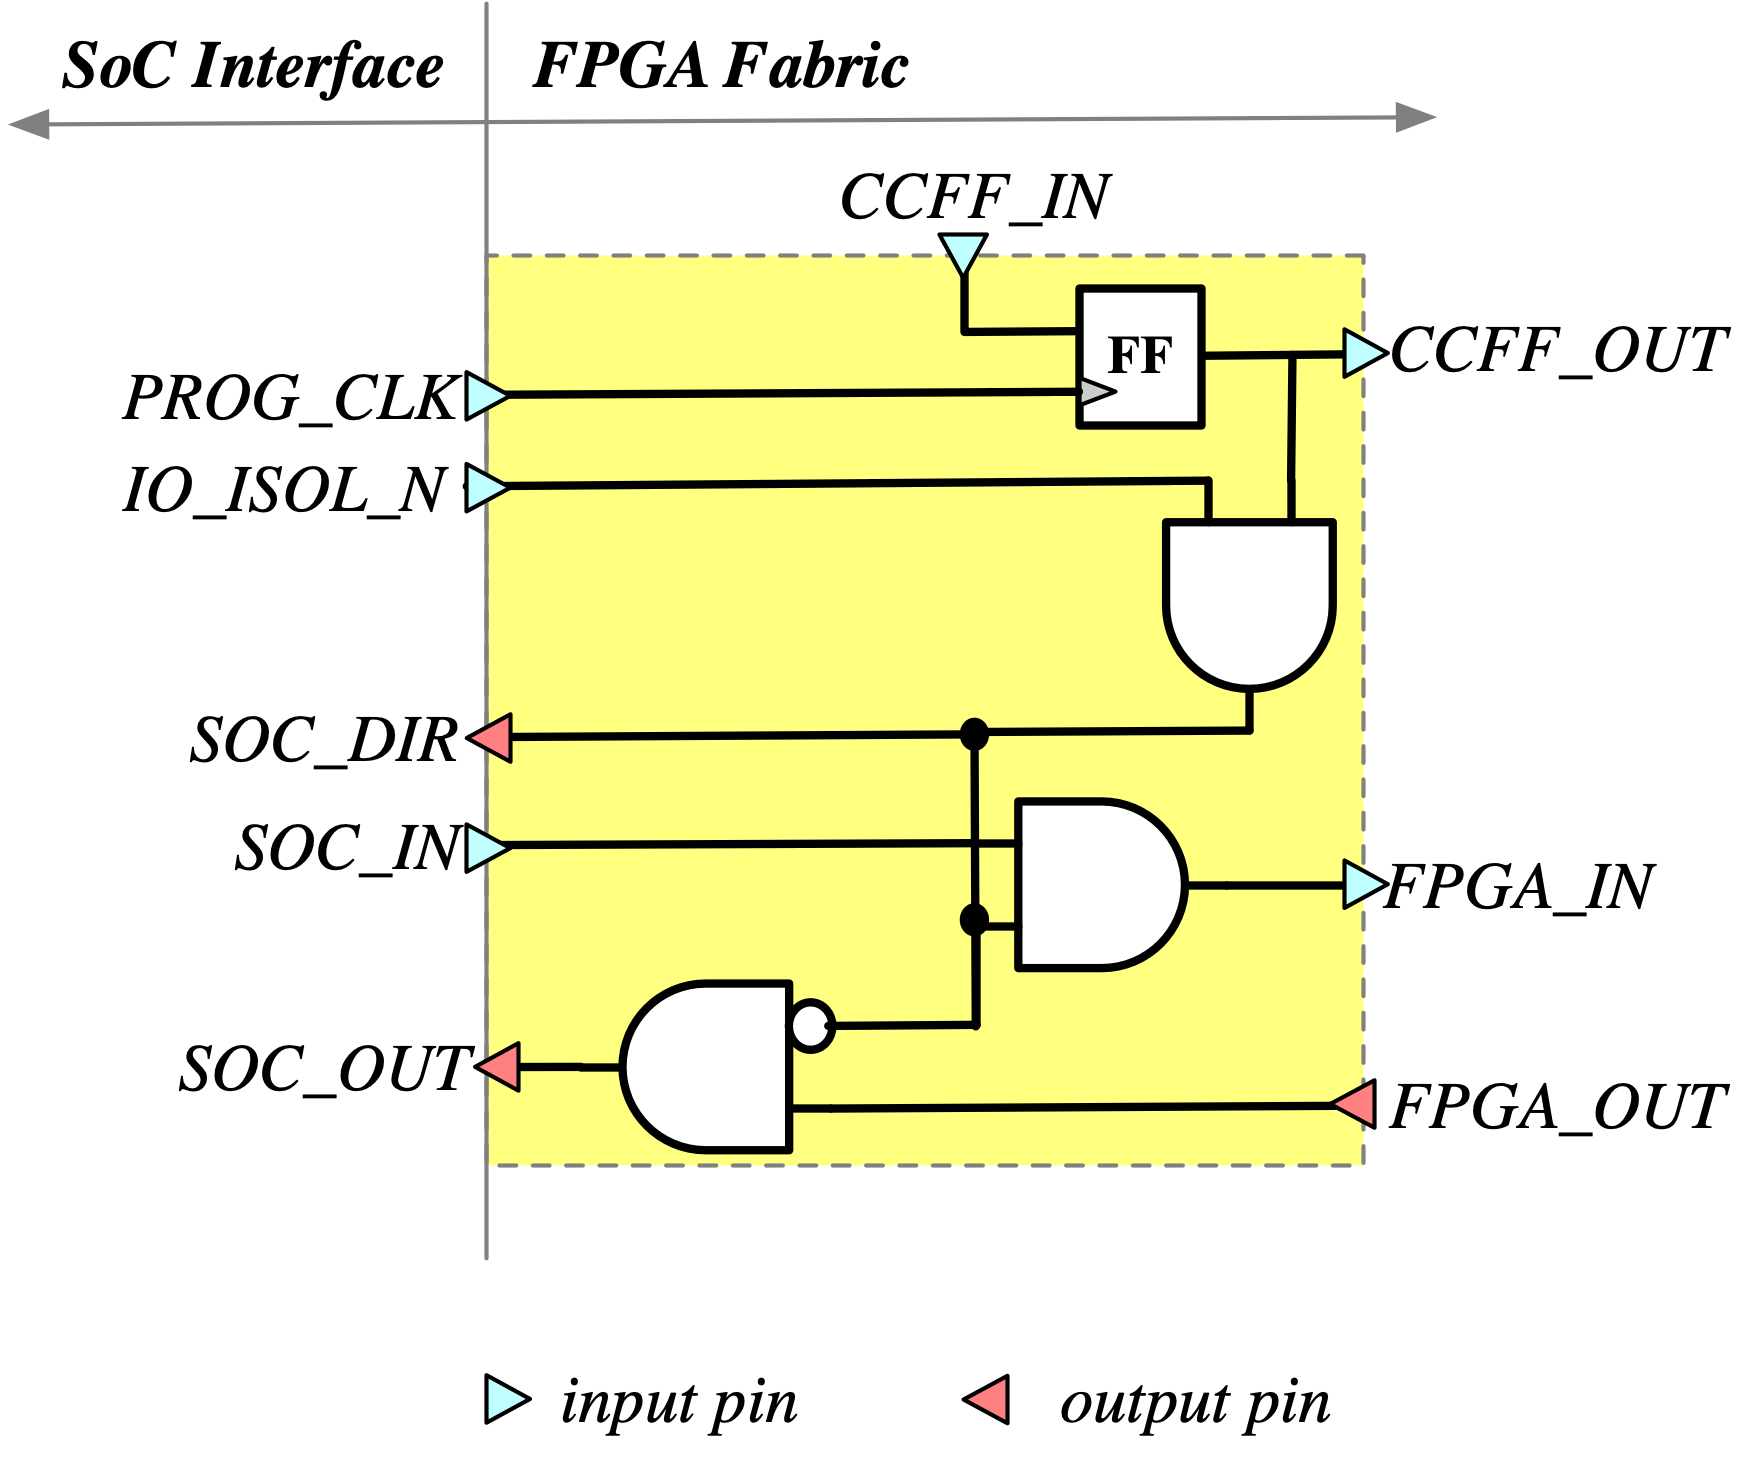 SoC Interface
FPGA Fabric
CCFF_IN
FF
CCFF_OUT
PROG_CLK
IO_ISOL_N
SOC_DIR
SOC_IN
FPGA_IN
SOC_OUT
FPGA_OUT
input pin
output pin